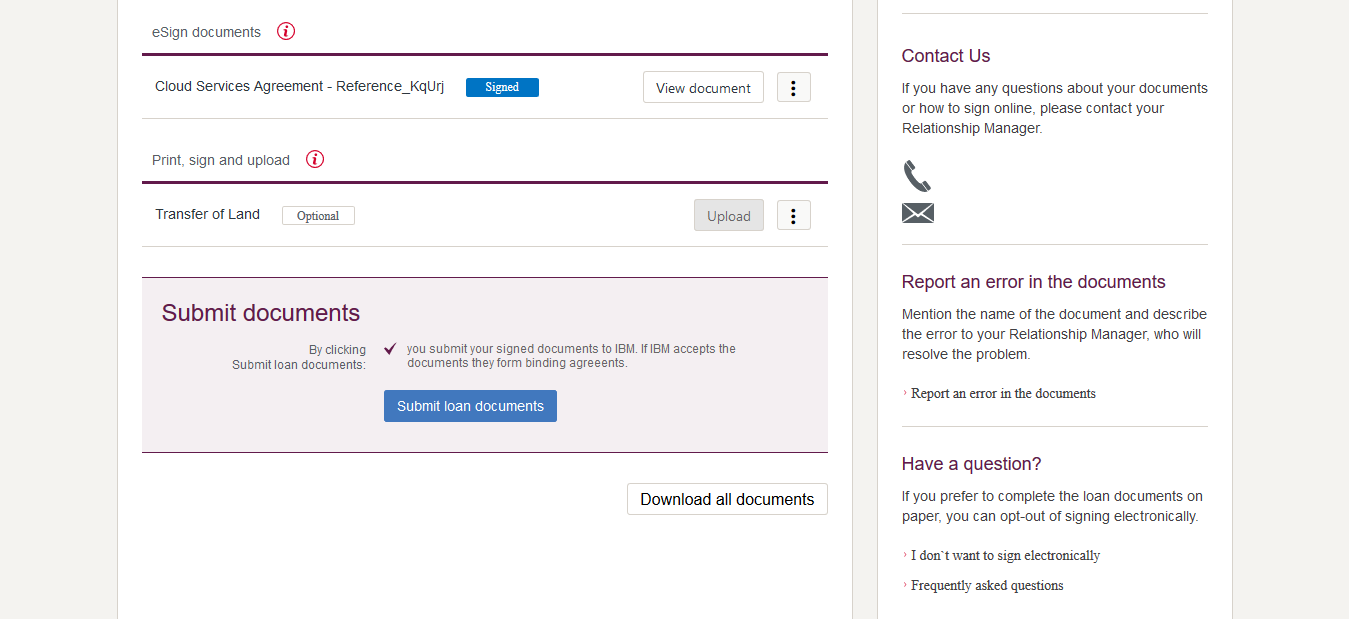 eSign documents
Cloud Services Agreement - Reference_KqUrj
Signed
View document
Print, sign and upload
Transfer of Land
Optional
Upload
Submit documents
By clicking
Submit loan documents:
you submit your signed documents to IBM. If IBM accepts the
documents they form binding agreeents.
Submit loan documents
Download all documents
Contact Us
If you have any questions about your documents
or how to sign online, please contact your
Relationship Manager.
Report an error in the documents
Mention the name of the document and describe
the error to your Relationship Manager, who will
resolve the problem.
Report an error in the documents
Have a question?
If you prefer to complete the loan documents on
paper, you can opt-out of signing electronically.
I don`t want to sign electronically
Frequently asked questions